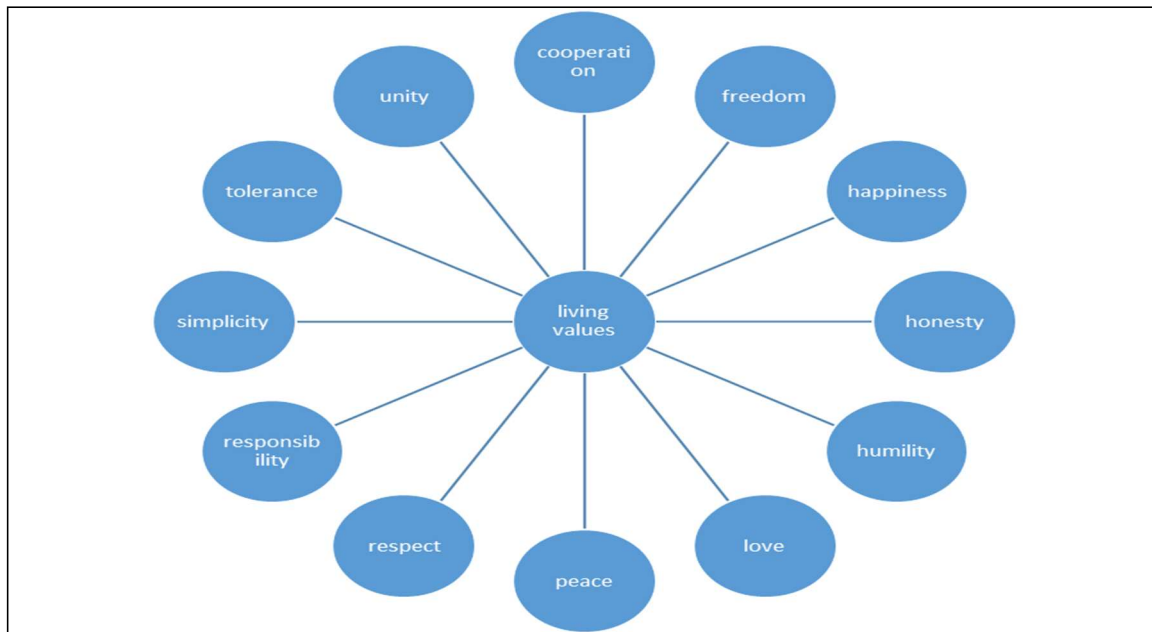 cooperati
on
freedom
happiness
honesty
humility
love
peace
respect
responsib
ility
simplicity
tolerance
unity
living
values